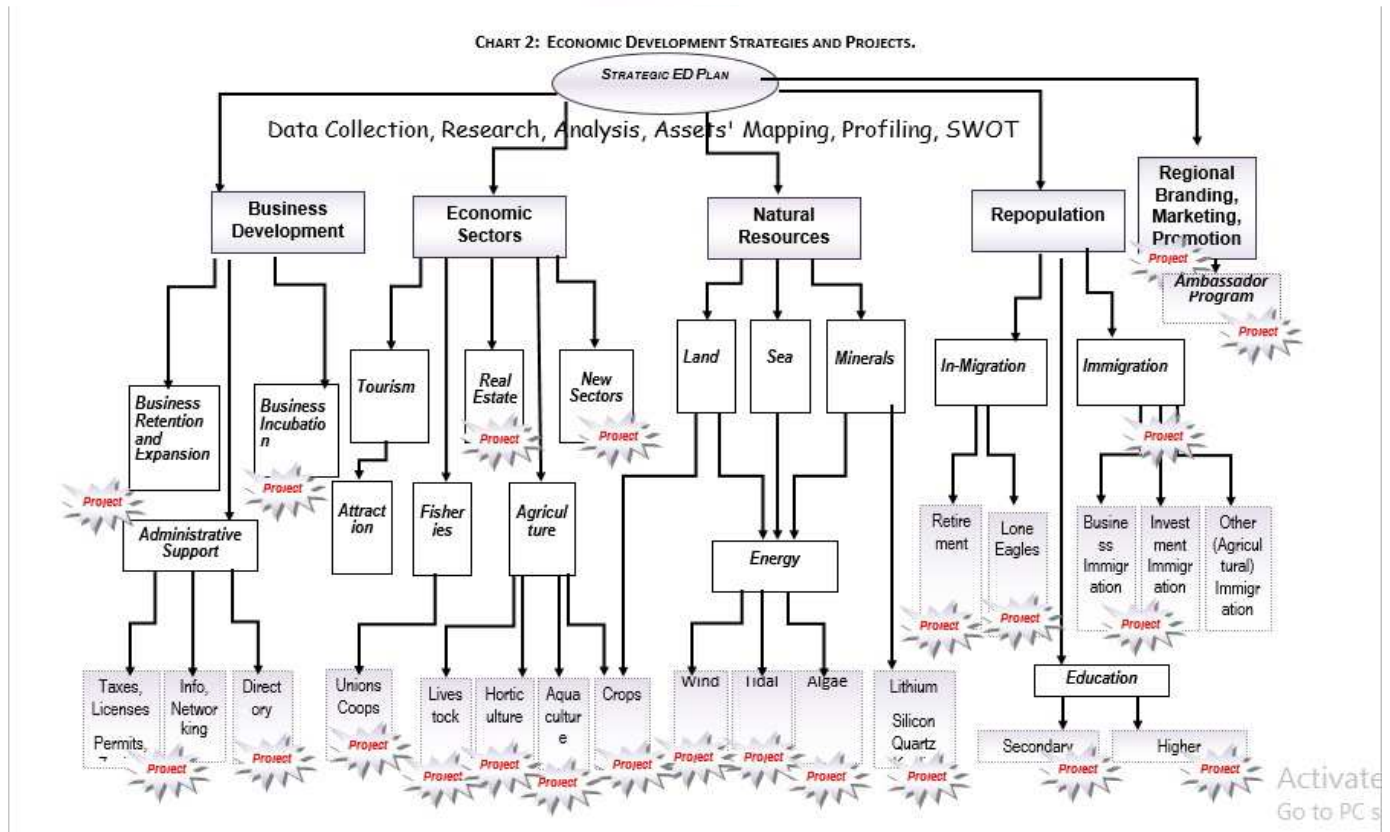 CHART 2: ECONOMIC DEVELOPMENT STRATEGIES AND PROJECTS.
STRATEGIC ED PLAN
Data Collection, Research, Analysis, Assets' Mapping, Profiling, SWOT
Business
Development
Economic
Sectors
Natural
Resources
Repopulation
Regional
Branding,
Marketing,
Promotion
Project
Ambassador
Program
Project
Business
Retention
and
Expansion
Project
Business
Incubatio
n
Project
Administrative
Support
Tourism
Real
Estate
Project
New
Sectors
Project
Attract
ion
Fisher
ies
Agricul
ture
Land
Sea
Minerals
Energy
In-Migration
Immigration
Project
Retire
ment
Project
Lone
Eagles
Project
Busine
ss
Immigr
ation
Invest
ment
Immigr
ation
Project
Other
(Agricul
tural)
Immigr
ation
Education
Taxes,
Licenses
Permits,
Project
Info,
Networ
king
Direct
ory
Project
Unions
Coops
Project
Lives
tock
Project
Hortic
ulture
Project
Aqua
cultur
e
Project
Crops
Project
Wind
Project
Tidal
Project
Algae
Project
Lithium
Silicon
Quartz
Project
Secondary
Project
Higher
Project
Activate
Go to PC s